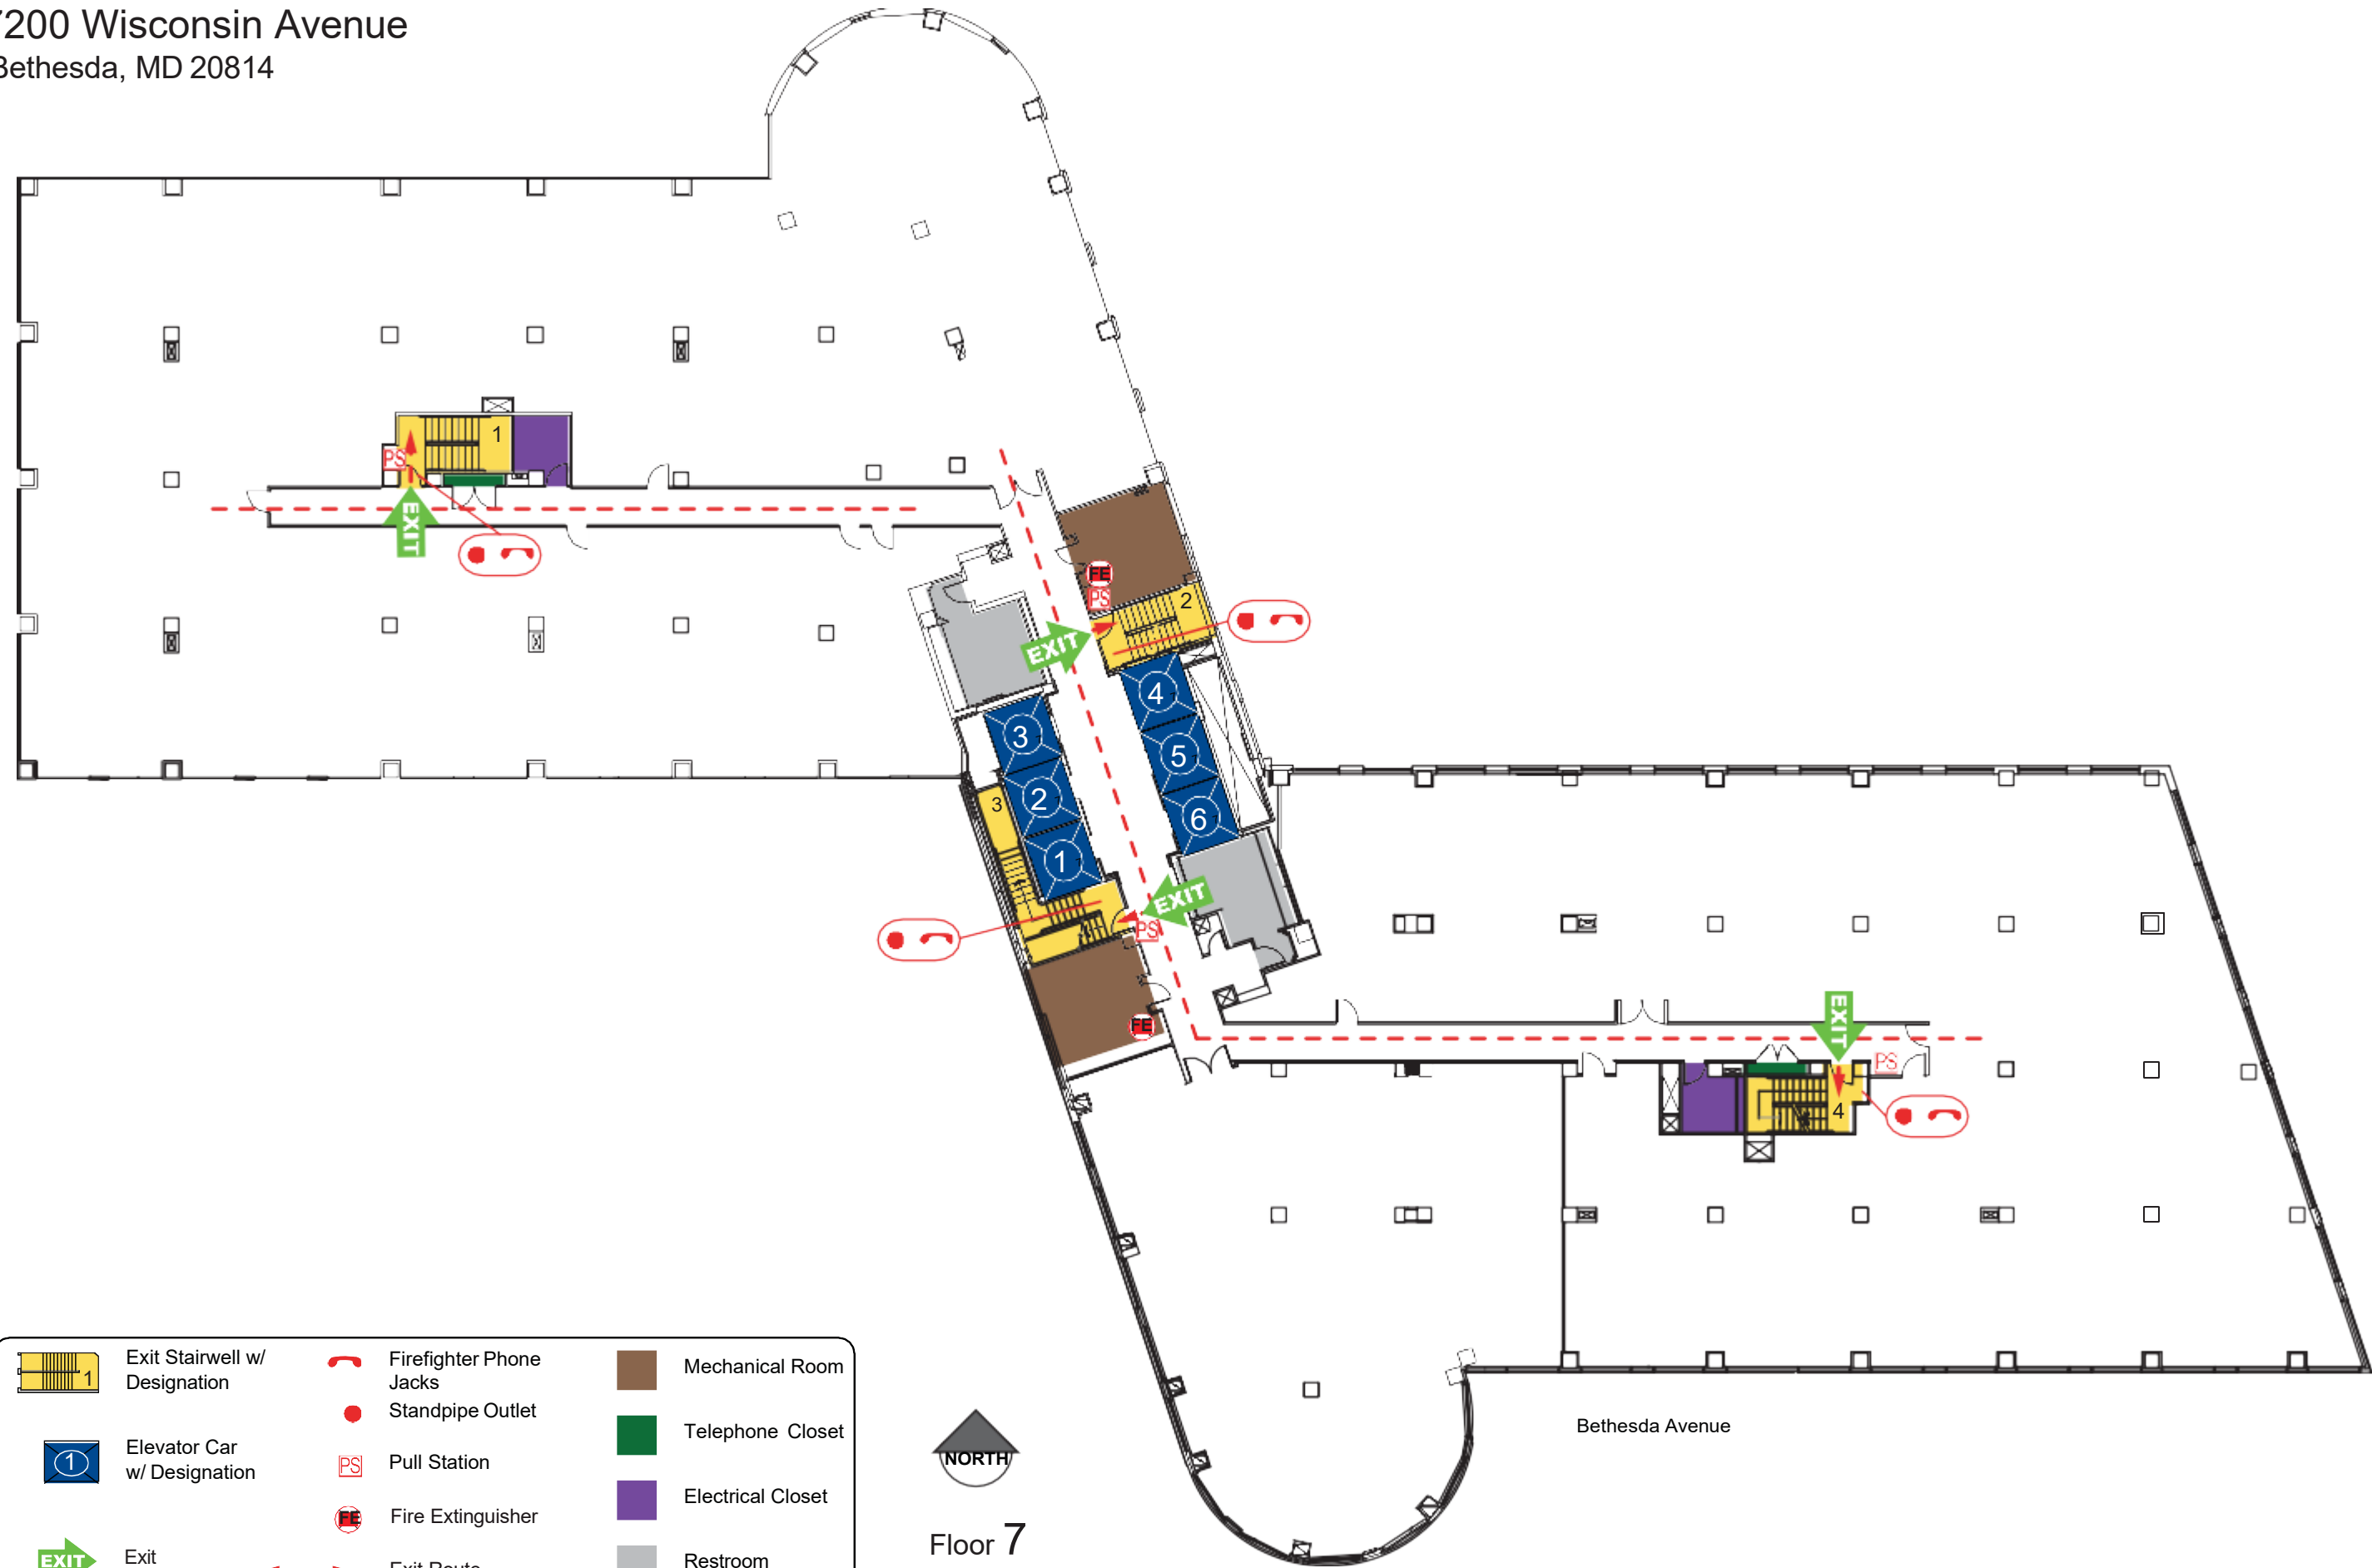 7200 Wisconsin Avenue
Bethesda, MD 20814
1
PS
EXIT
FE
PS
2
EXIT
4
3
5
2
6
3
1
EXIT
PS
FE
EXIT
PS
4
Exit Stairwell w/
Designation
1
Elevator Car
w/ Designation
1
EXIT
Exit
Firefighter Phone
Jacks
Standpipe Outlet
PS
Pull Station
FE
Fire Extinguisher
Exit Route
Mechanical Room
Telephone Closet
Electrical Closet
Restroom
NORTH
Floor 7
Bethesda Avenue